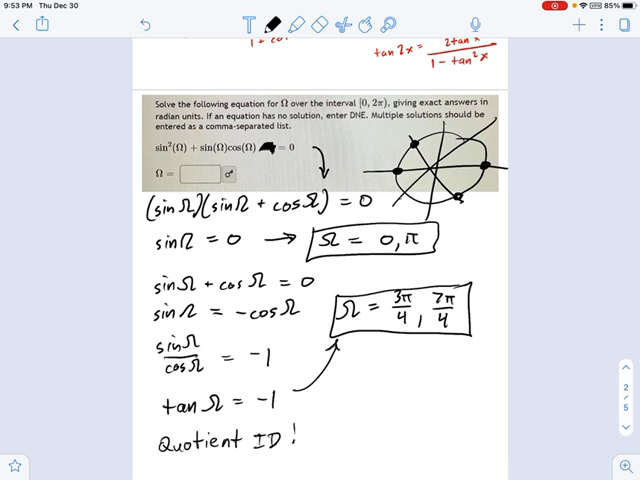 9:53 PM Thu Dec 30
85%
tan 2x = 2tan x / 1 - tan²x
Solve the following equation for Ω over the interval [0, 2π), giving exact answers in
radian units. If an equation has no solution, enter DNE. Multiple solutions should be
entered as a comma-separated list.
sin²(Ω) + sin(Ω)cos(Ω) = 0
Ω =
(sin Ω)(sin Ω + cos Ω) = 0
sin Ω = 0 → Ω = 0, π
sin Ω + cos Ω = 0
sin Ω = -cos Ω
Ω = 3π/4, 7π/4
sin Ω / cos Ω = -1
tan Ω = -1
Quotient ID!
2
/
5